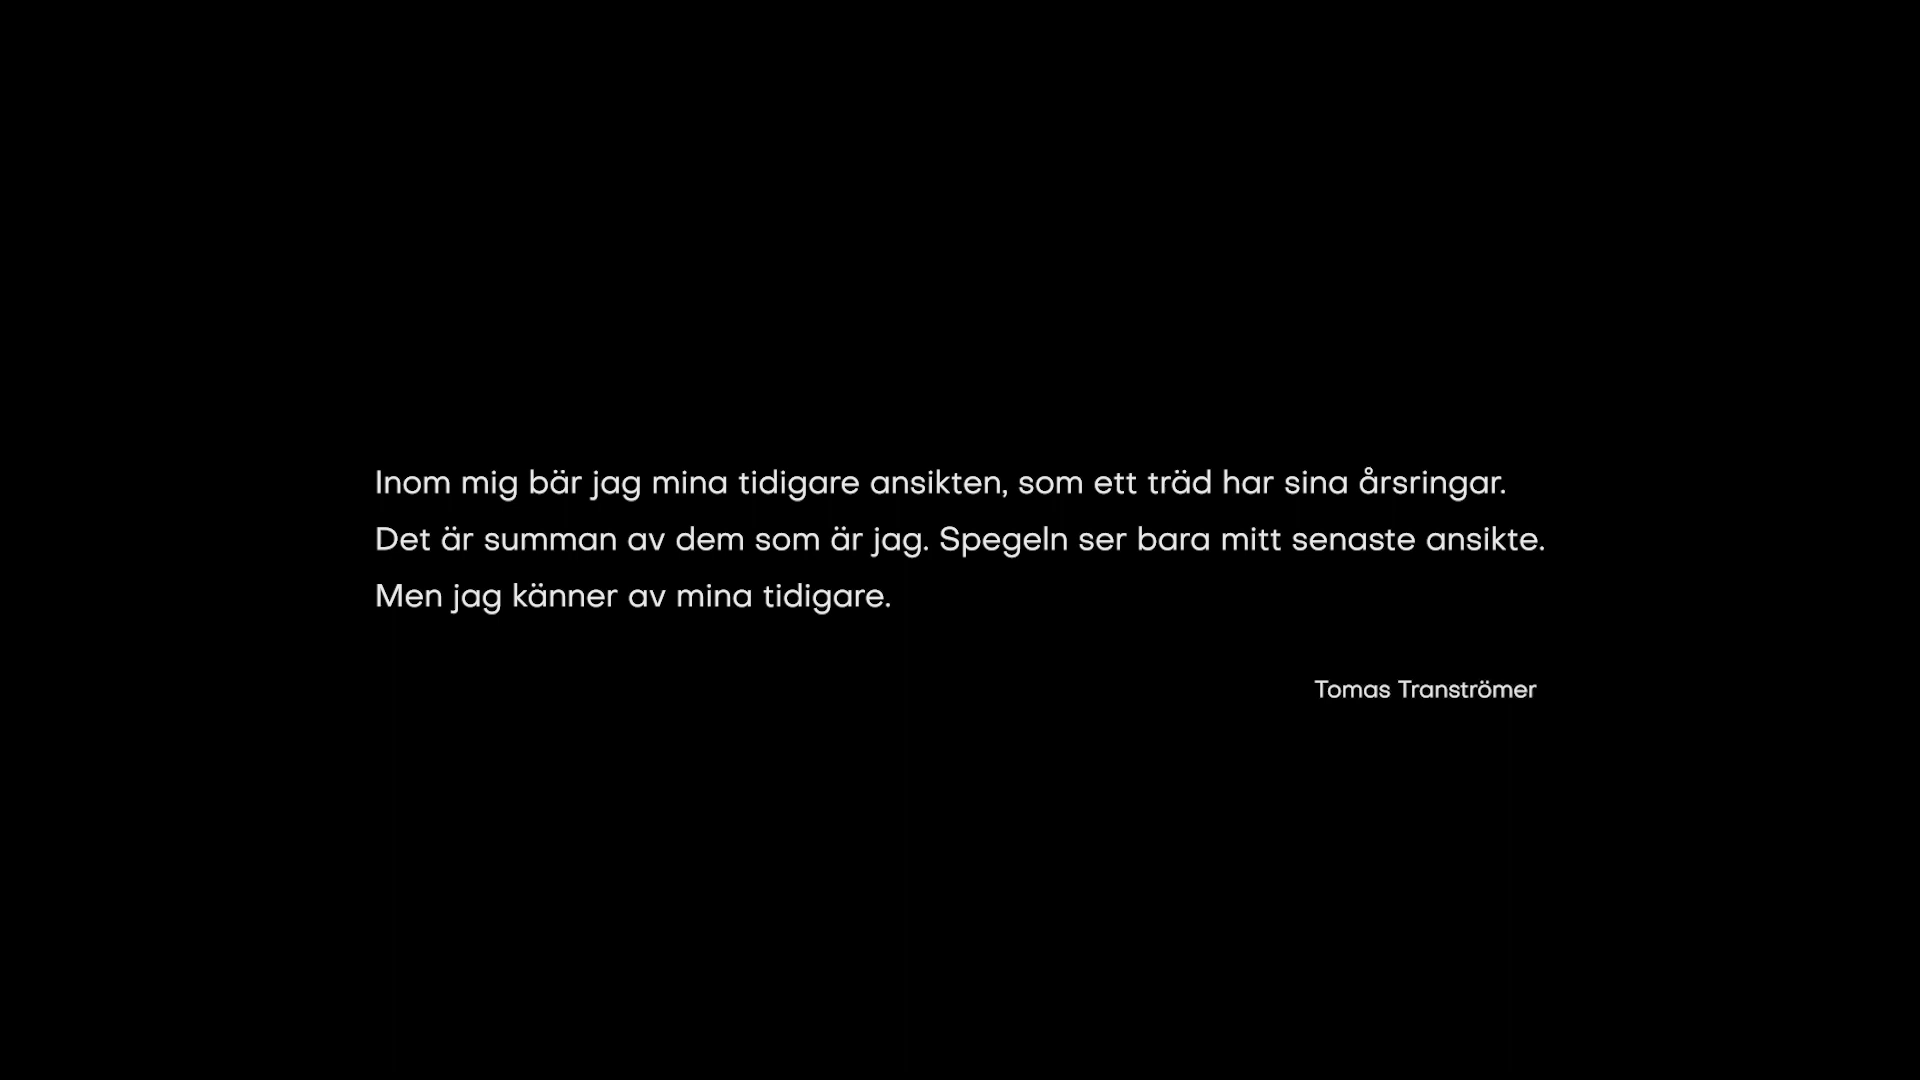 Inom mig bär jag mina tidigare ansikten, som ett träd har sina årsringar.
Det är summan av dem som är jag. Spegeln ser bara mitt senaste ansikte.
Men jag känner av mina tidigare.
Tomas Tranströmer